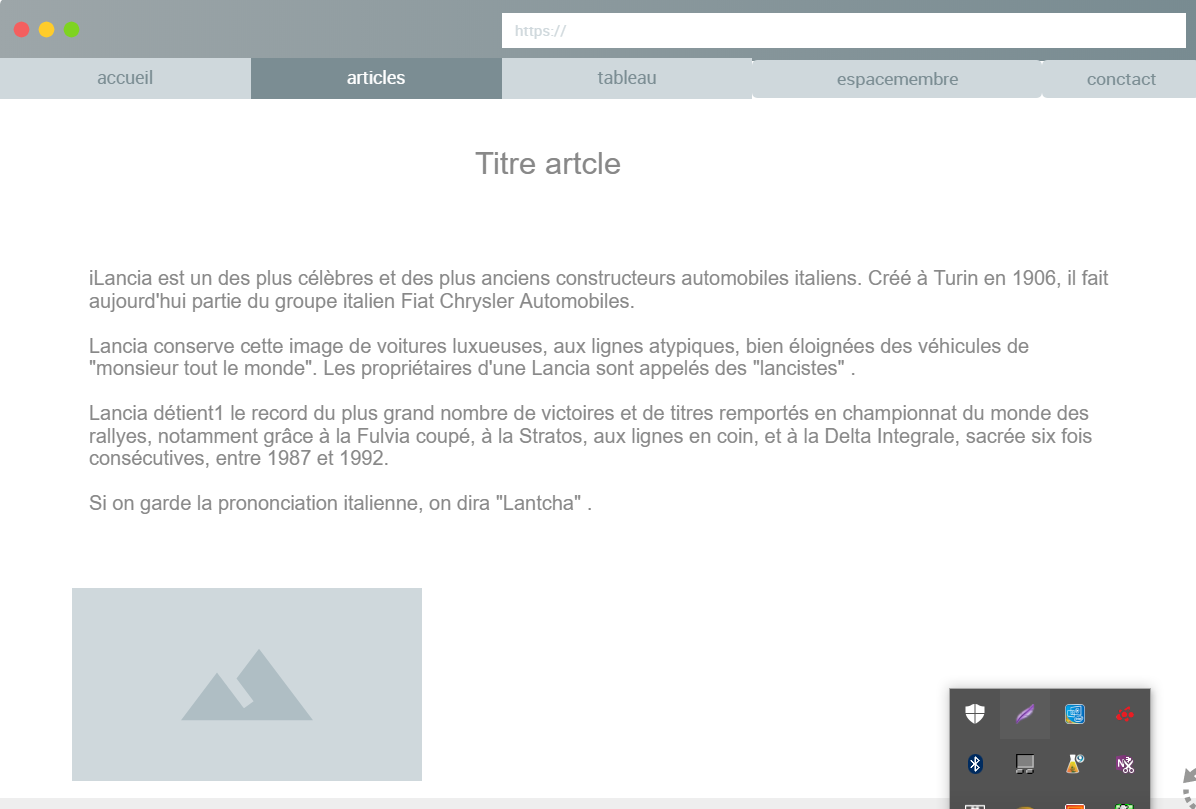 https://
accueil
articles
tableau
espacemembre
conctact
Titre artcle
iLancia est un des plus célèbres et des plus anciens constructeurs automobiles italiens. Créé à Turin en 1906, il fait
aujourd'hui partie du groupe italien Fiat Chrysler Automobiles.
Lancia conserve cette image de voitures luxueuses, aux lignes atypiques, bien éloignées des véhicules de
"monsieur tout le monde". Les propriétaires d'une Lancia sont appelés des "lancistes" .
Lancia détient1 le record du plus grand nombre de victoires et de titres remportés en championnat du monde des
rallyes, notamment grâce à la Fulvia coupé, à la Stratos, aux lignes en coin, et à la Delta Integrale, sacrée six fois
consécutives, entre 1987 et 1992.
Si on garde la prononciation italienne, on dira "Lantcha" .